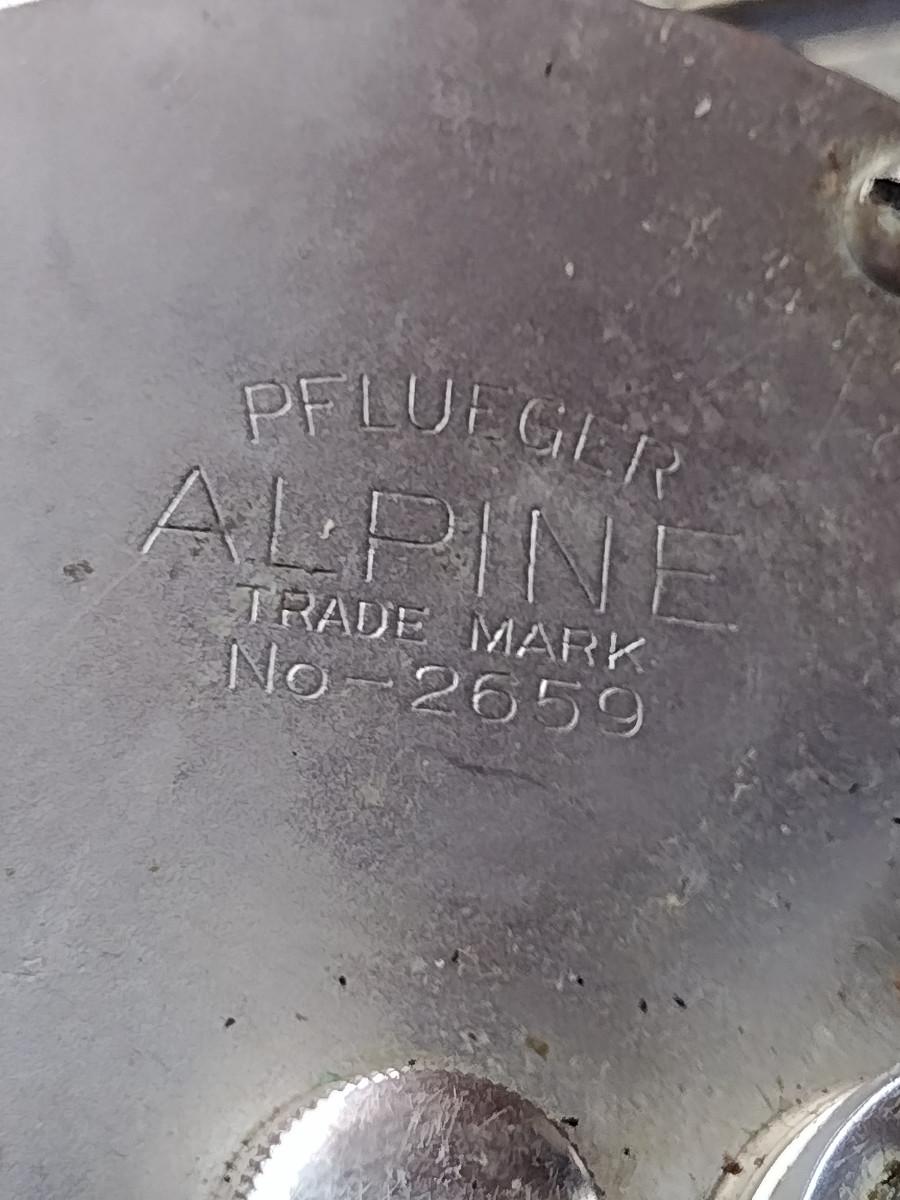 PFLUEGER
ALPINE
TRADE MARK
No-2659